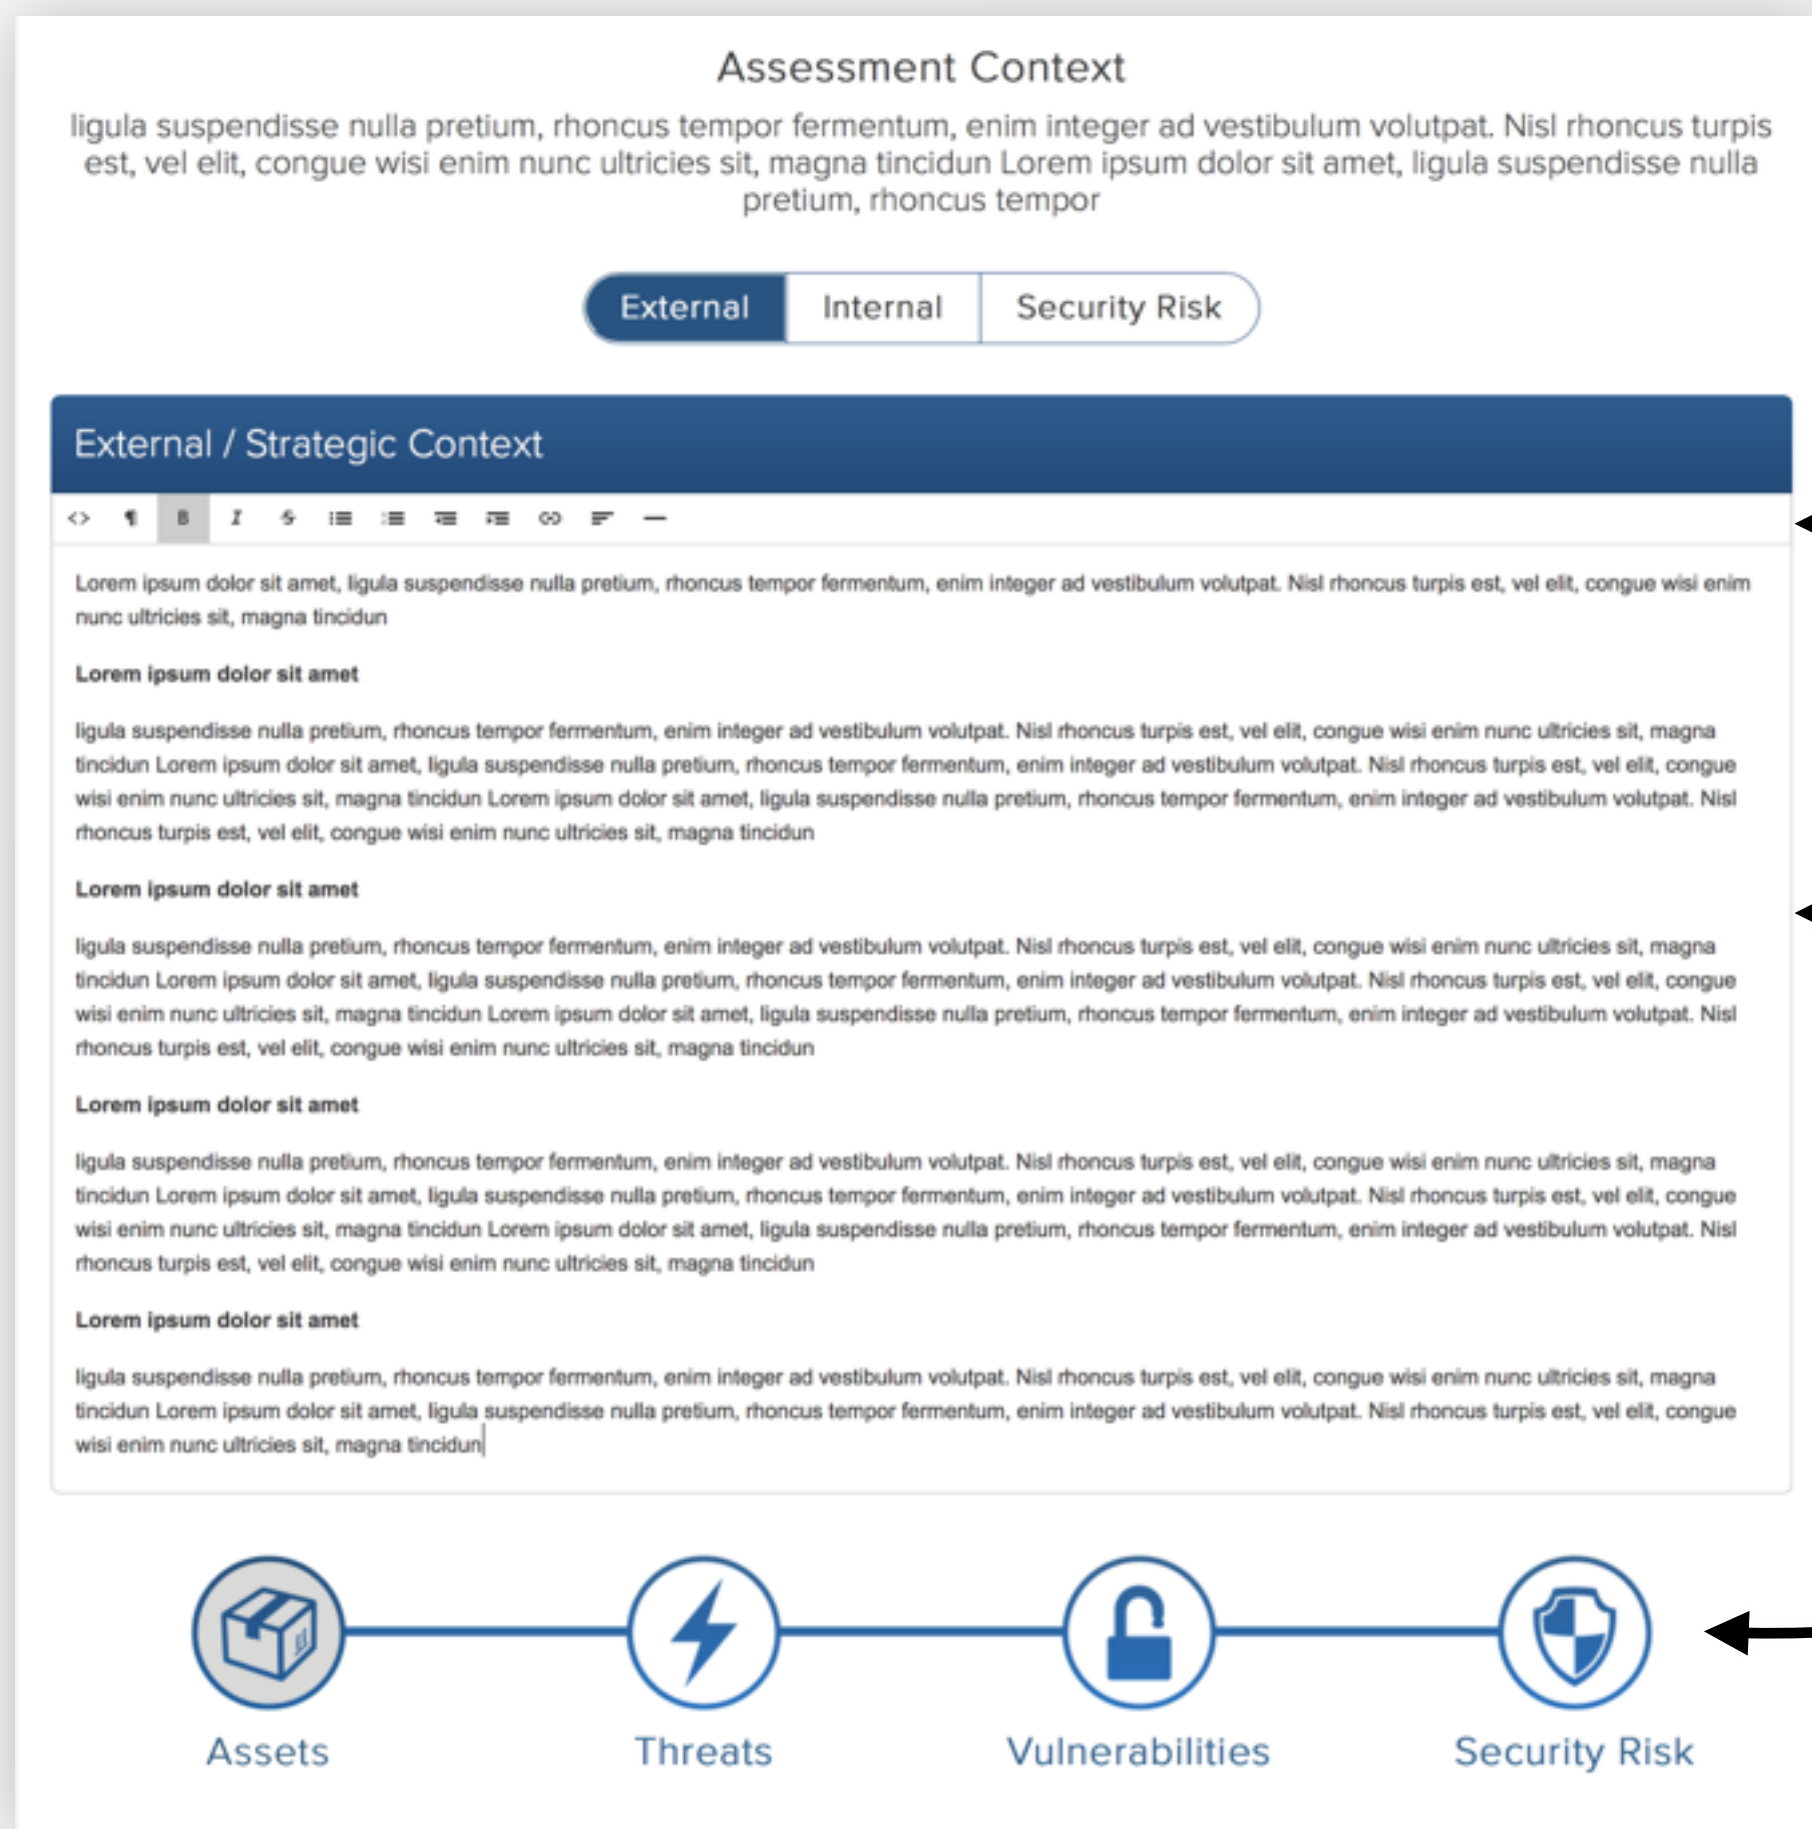 Assessment Context
ligula suspendisse nulla pretium, rhoncus tempor fermentum, enim integer ad vestibulum volutpat. Nisl rhoncus turpis
est, vel elit, congue wisi enim nunc ultricies sit, magna tincidun Lorem ipsum dolor sit amet, ligula suspendisse nulla
pretium, rhoncus tempor
External Internal Security Risk
External / Strategic Context
Lorem ipsum dolor sit amet, ligula suspendisse nulla pretium, rhoncus tempor fermentum, enim integer ad vestibulum volutpat. Nisl rhoncus turpis est, vel elit, congue wisi enim
nunc ultricies sit, magna tincidun
Lorem ipsum dolor sit amet
ligula suspendisse nulla pretium, rhoncus tempor fermentum, enim integer ad vestibulum volutpat. Nisl rhoncus turpis est, vel elit, congue wisi enim nunc ultricies sit, magna
tincidun Lorem ipsum dolor sit amet, ligula suspendisse nulla pretium, rhoncus tempor fermentum, enim integer ad vestibulum volutpat. Nisl rhoncus turpis est, vel elit, congue
wisi enim nunc ultricies sit, magna tincidun Lorem ipsum dolor sit amet, ligula suspendisse nulla pretium, rhoncus tempor fermentum, enim integer ad vestibulum volutpat. Nisl
rhoncus turpis est, vel elit, congue wisi enim nunc ultricies sit, magna tincidun
Lorem ipsum dolor sit amet
ligula suspendisse nulla pretium, rhoncus tempor fermentum, enim integer ad vestibulum volutpat. Nisl rhoncus turpis est, vel elit, congue wisi enim nunc ultricies sit, magna
tincidun Lorem ipsum dolor sit amet, ligula suspendisse nulla pretium, rhoncus tempor fermentum, enim integer ad vestibulum volutpat. Nisl rhoncus turpis est, vel elit, congue
wisi enim nunc ultricies sit, magna tincidun Lorem ipsum dolor sit amet, ligula suspendisse nulla pretium, rhoncus tempor fermentum, enim integer ad vestibulum volutpat. Nisl
rhoncus turpis est, vel elit, congue wisi enim nunc ultricies sit, magna tincidun
Lorem ipsum dolor sit amet
ligula suspendisse nulla pretium, rhoncus tempor fermentum, enim integer ad vestibulum volutpat. Nisl rhoncus turpis est, vel elit, congue wisi enim nunc ultricies sit, magna
tincidun Lorem ipsum dolor sit amet, ligula suspendisse nulla pretium, rhoncus tempor fermentum, enim integer ad vestibulum volutpat. Nisl rhoncus turpis est, vel elit, congue
wisi enim nunc ultricies sit, magna tincidun Lorem ipsum dolor sit amet, ligula suspendisse nulla pretium, rhoncus tempor fermentum, enim integer ad vestibulum volutpat. Nisl
rhoncus turpis est, vel elit, congue wisi enim nunc ultricies sit, magna tincidun
Lorem ipsum dolor sit amet
ligula suspendisse nulla pretium, rhoncus tempor fermentum, enim integer ad vestibulum volutpat. Nisl rhoncus turpis est, vel elit, congue wisi enim nunc ultricies sit, magna
tincidun Lorem ipsum dolor sit amet, ligula suspendisse nulla pretium, rhoncus tempor fermentum, enim integer ad vestibulum volutpat. Nisl rhoncus turpis est, vel elit, congue
wisi enim nunc ultricies sit, magna tincidun
Assets Threats Vulnerabilities Security Risk